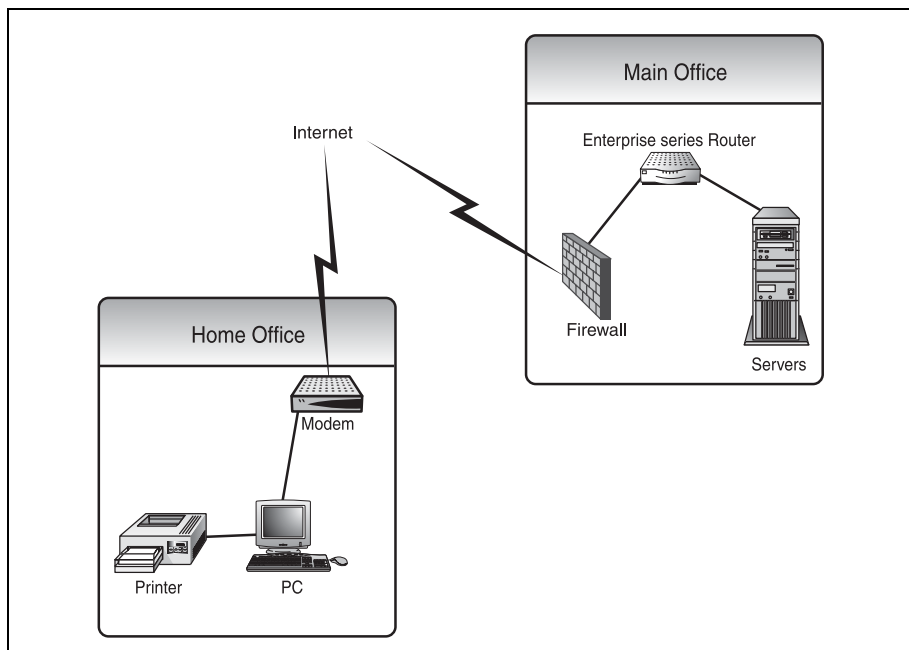 Main Office
Internet
Enterprise series Router
Firewall
Servers
Home Office
Modem
Printer
PC